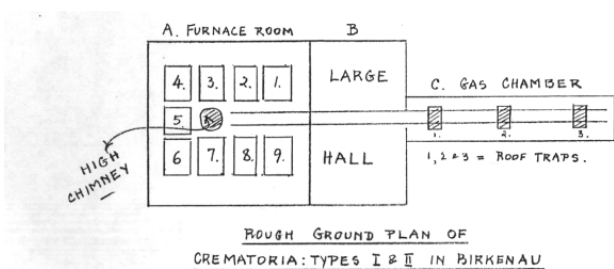 A. FURNACE ROOM B
4. 3. 2. 1.
LARGE
C. GAS CHAMBER
5
1. 2. 3.
6 7. 8. 9.
HALL
1, 2 & 3 = ROOF TRAPS.
HIGH
CHIMNEY
ROUGH GROUND PLAN OF
CREMATORIA: TYPES I & II IN BIRKENAU